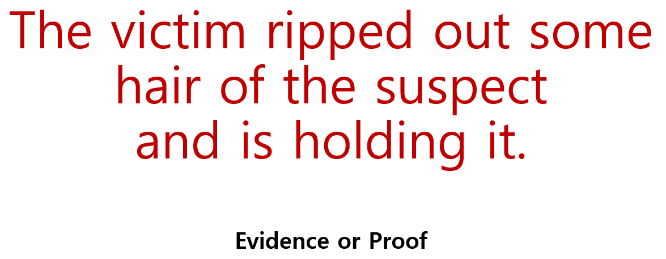 The victim ripped out some
hair of the suspect
and is holding it.
Evidence or Proof